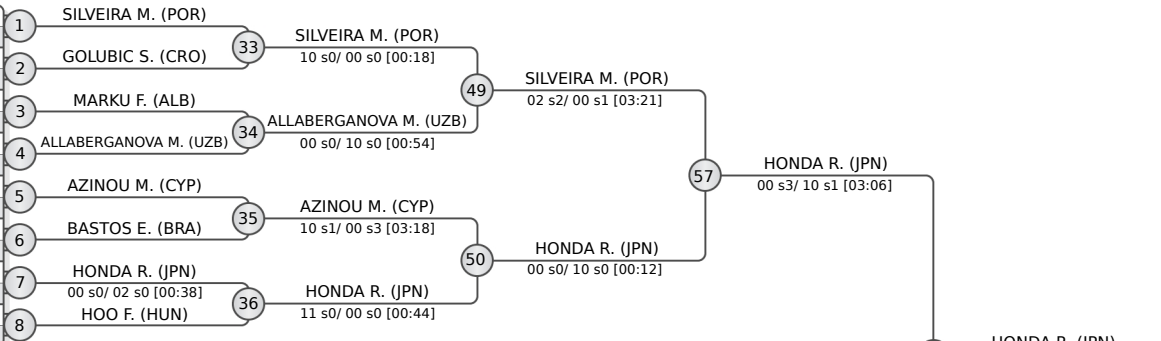 1
SILVEIRA M. (POR)
2
GOLUBIC S. (CRO)
33
SILVEIRA M. (POR)
10 s0/ 00 s0 [00:18]
3
MARKU F. (ALB)
4
ALLABERGANOVA M. (UZB)
34
ALLABERGANOVA M. (UZB)
00 s0/ 10 s0 [00:54]
49
SILVEIRA M. (POR)
02 s2/ 00 s1 [03:21]
5
AZINOU M. (CYP)
6
BASTOS E. (BRA)
35
AZINOU M. (CYP)
10 s1/ 00 s3 [03:18]
7
HONDA R. (JPN)
00 s0/ 02 s0 [00:38]
8
HOO F. (HUN)
36
HONDA R. (JPN)
11 s0/ 00 s0 [00:44]
50
HONDA R. (JPN)
00 s0/ 10 s0 [00:12]
57
HONDA R. (JPN)
00 s3/ 10 s1 [03:06]
HONDA R. (JPN)